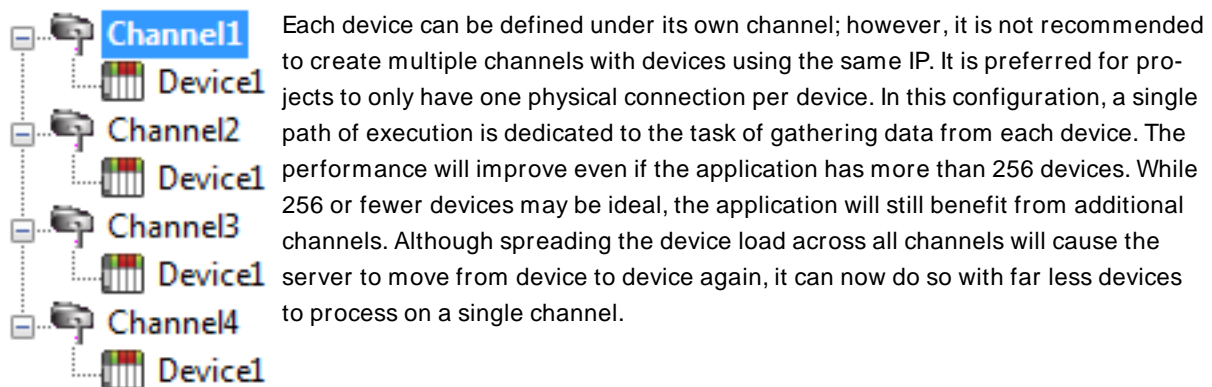 Channel1
Device1
Channel2
Device1
Channel3
Device1
Channel4
Device1
Each device can be defined under its own channel; however, it is not recommended
to create multiple channels with devices using the same IP. It is preferred for pro-
jects to only have one physical connection per device. In this configuration, a single
path of execution is dedicated to the task of gathering data from each device. The
performance will improve even if the application has more than 256 devices. While
256 or fewer devices may be ideal, the application will still benefit from additional
channels. Although spreading the device load across all channels will cause the
server to move from device to device again, it can now do so with far less devices
to process on a single channel.